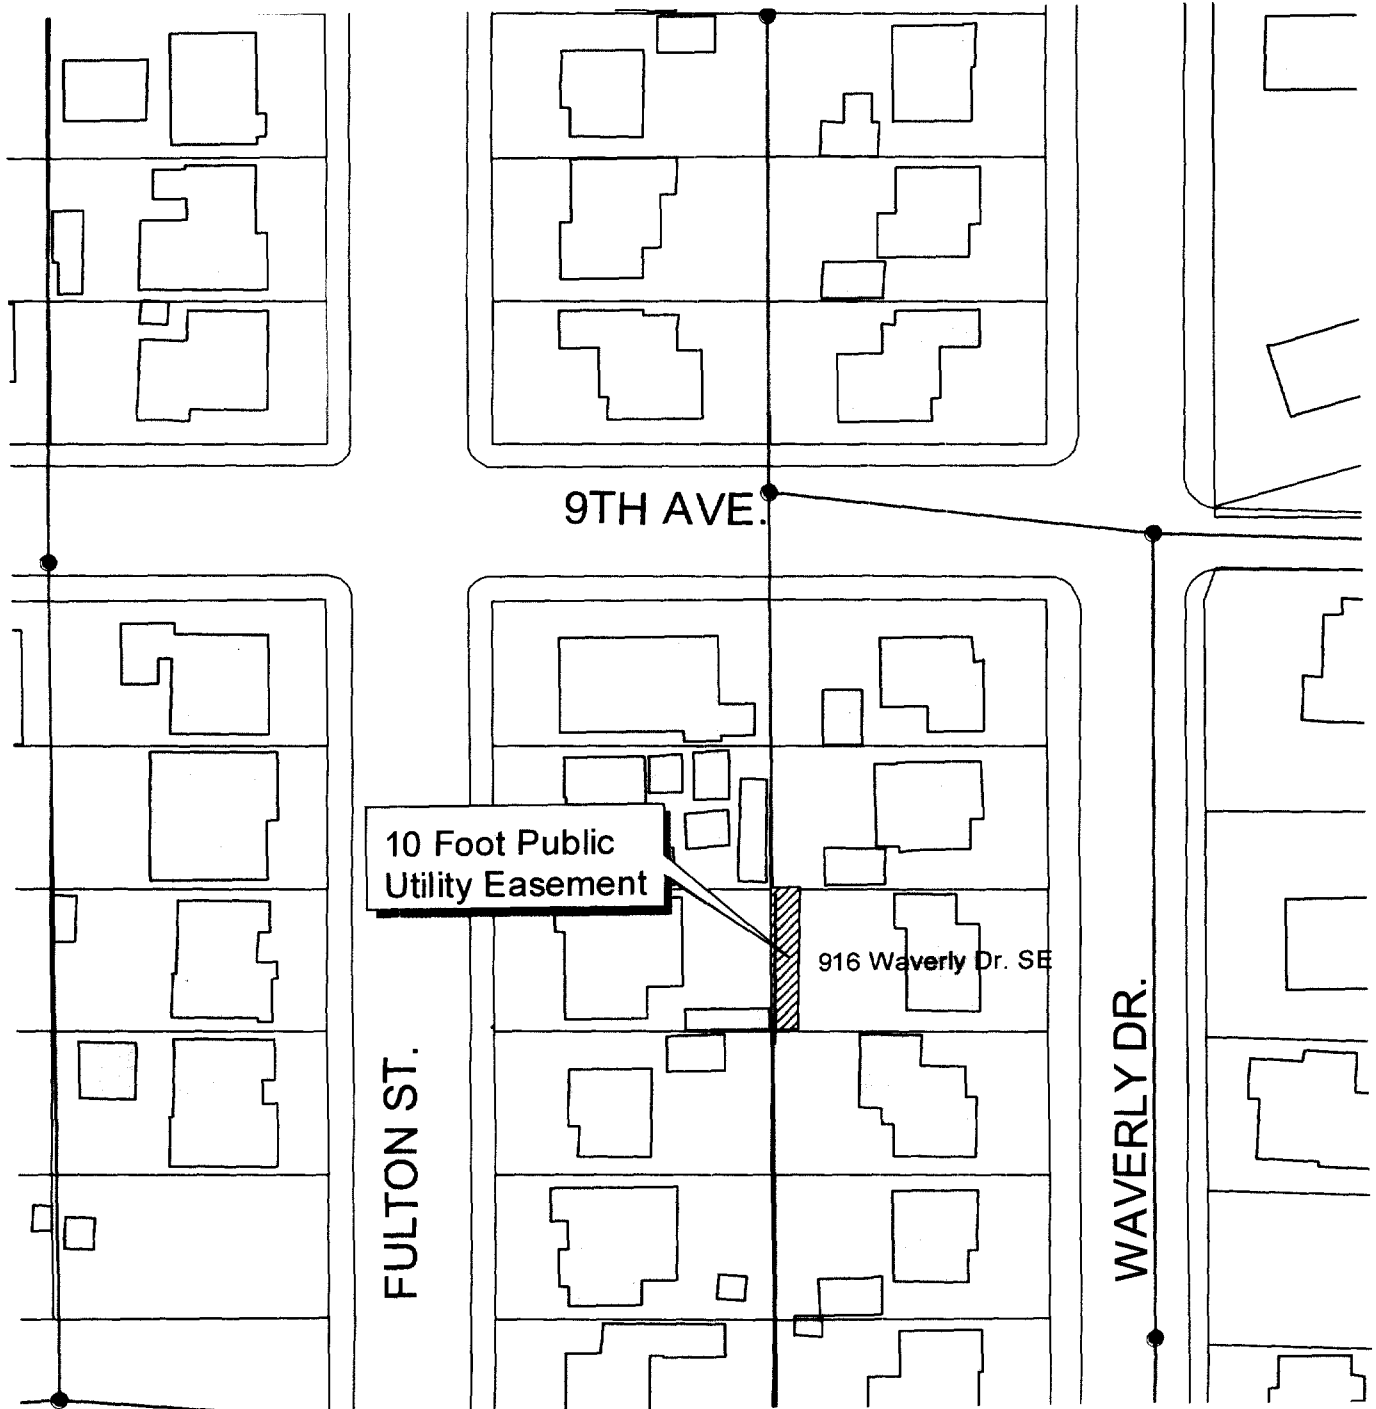 9TH AVE.
10 Foot Public
Utility Easement
916 Waverly Dr. SE
FULTON ST.
WAVERLY DR.